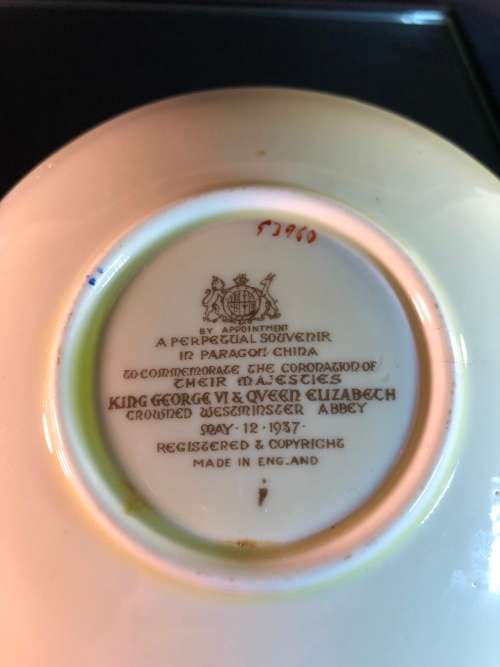 53960
BY APPOINTMENT
A PERPETUAL SOUVENIR
IN PARAGON CHINA
TO COMMEMORATE THE CORONATION OF
THEIR MAJESTIES
KING GEORGE VI & QVEEN ELIZABETH
CROWNED WESTMINSTER ABBEY
MAY · 12 · 1937 ·
REGISTERED & COPYRIGHT
MADE IN ENGLAND